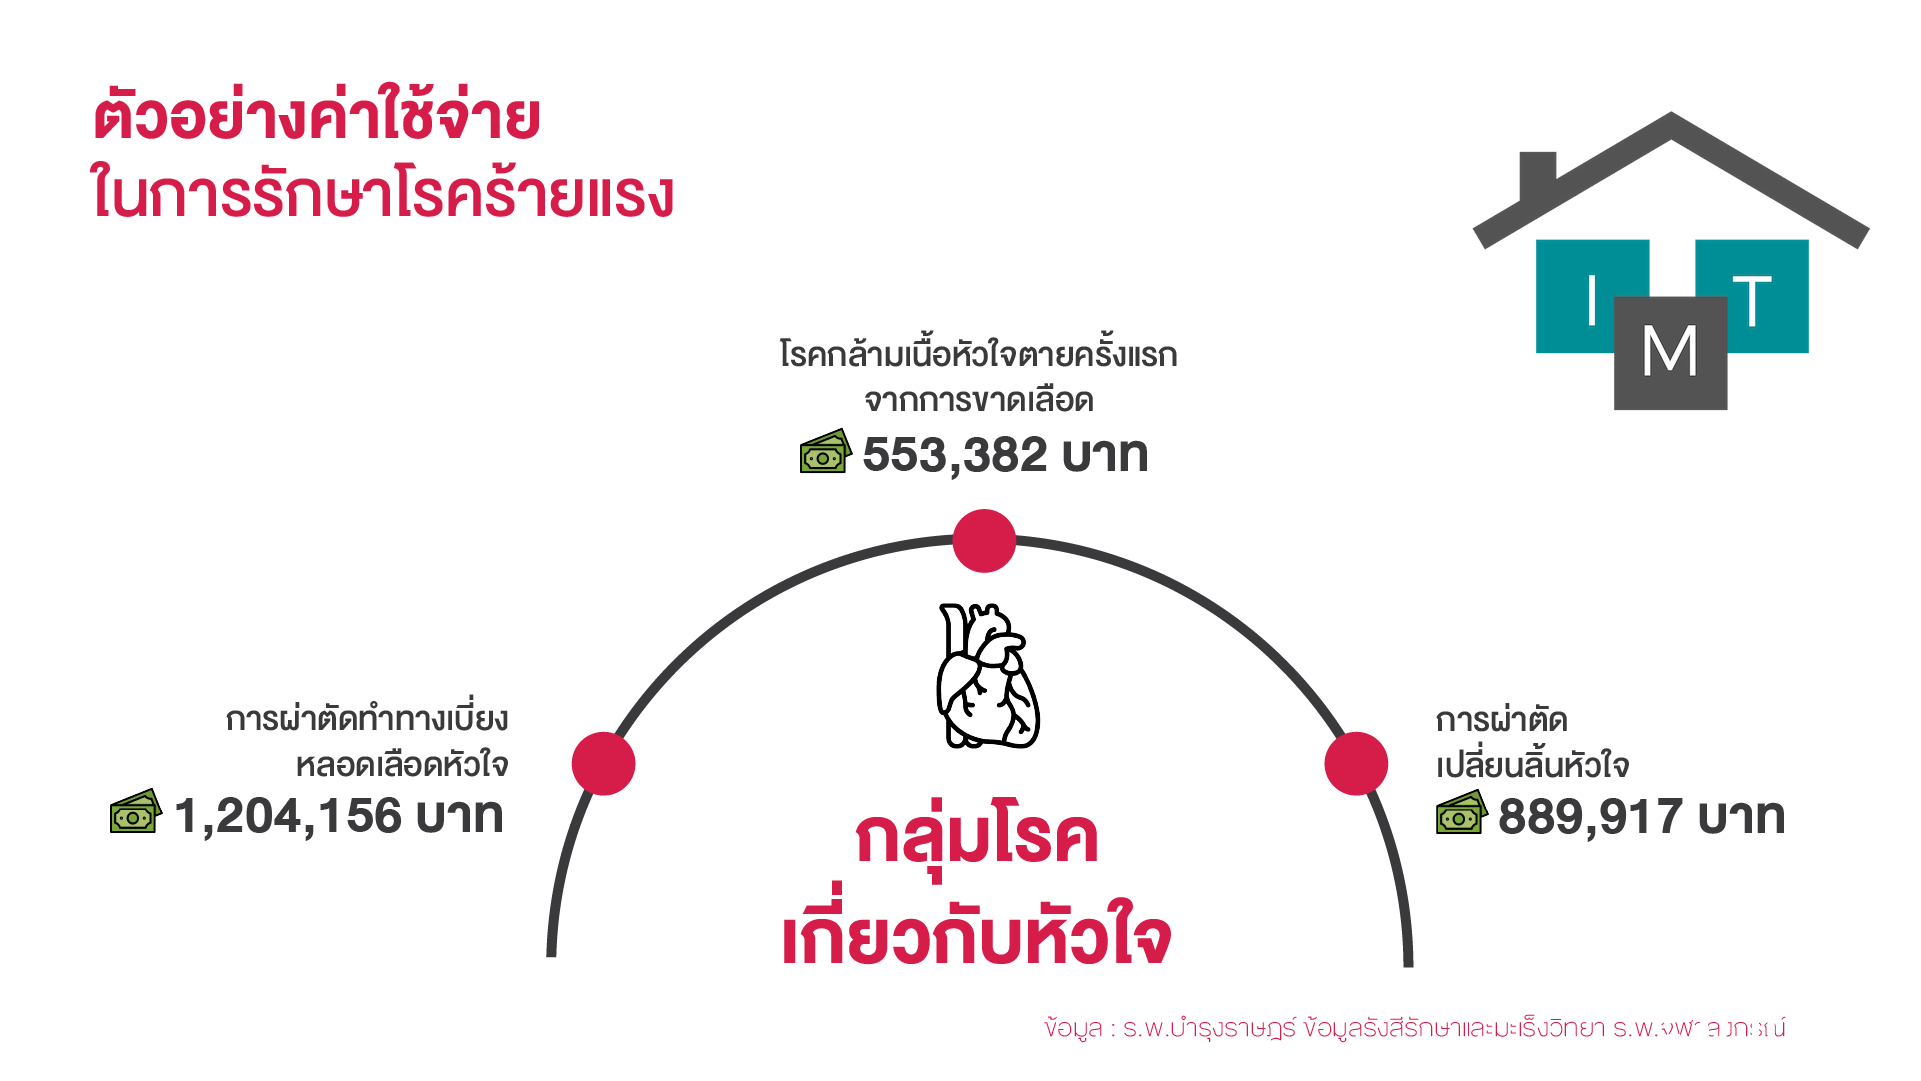 ตัวอย่างค่าใช้จ่าย
ในการรักษาโรคร้ายแรง
I M T
โรคกล้ามเนื้อหัวใจตายครั้งแรก
จากการขาดเลือด
553,382 บาท
การผ่าตัดทำทางเบี่ยง
หลอดเลือดหัวใจ
1,204,156 บาท
การผ่าตัด
เปลี่ยนลิ้นหัวใจ
889,917 บาท
กลุ่มโรค
เกี่ยวกับหัวใจ
ข้อมูล : ร.พ.บำรุงราษฎร์ ข้อมูลรังสีรักษาและมะเร็งวิทยา ร.พ.